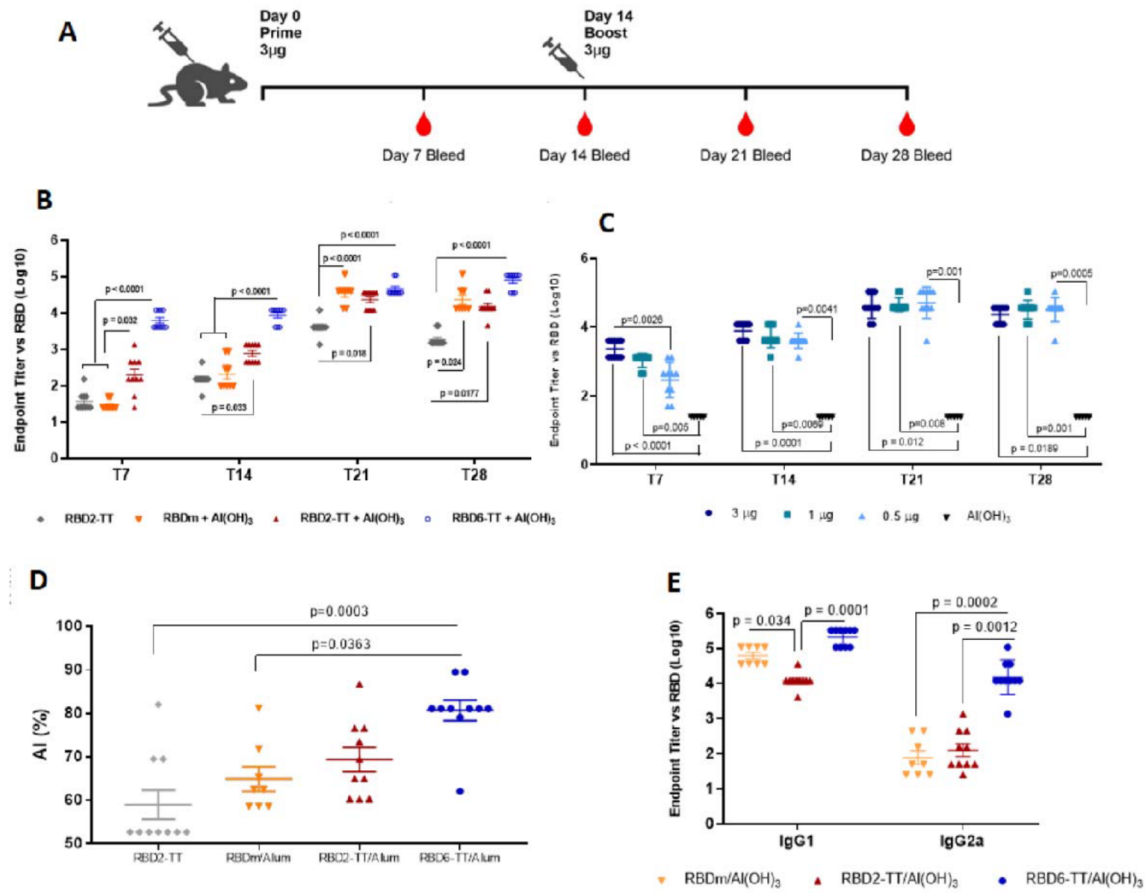 A
Day 0
Prime
3µg
Day 14
Boost
3µg
Day 7 Bleed
Day 14 Bleed
Day 21 Bleed
Day 28 Bleed
B
Endpoint Titer vs RBD (Log10)
6
5
4
3
2
1
0
p < 0.0001
p = 0.032
p < 0.0001
p = 0.033
p < 0.0001
p < 0.0001
p = 0.018
p < 0.0001
p = 0.024
p = 0.0177
T7
T14
T21
T28
RBD2-TT
RBDm + Al(OH)3
RBD2-TT + Al(OH)3
RBD6-TT + Al(OH)3
C
Endpoint Titer vs RBD (Log10)
6
4
2
0
p=0.0026
p=0.005
p < 0.0001
p=0.0041
p=0.0069
p = 0.0001
p=0.001
p=0.008
p = 0.012
p=0.0005
p=0.001
p = 0.0189
T7
T14
T21
T28
3 µg
1 µg
0.5 µg
Al(OH)3
D
AI (%)
100
90
80
70
60
50
p=0.0003
p=0.0363
RBD2-TT
RBDm/Alum
RBD2-TT/Alum
RBD6-TT/Alum
E
Endpoint Titer vs RBD (Log10)
6
5
4
3
2
1
0
p = 0.034
p = 0.0001
p = 0.0002
p = 0.0012
IgG1
IgG2a
RBDm/Al(OH)3
RBD2-TT/Al(OH)3
RBD6-TT/Al(OH)3